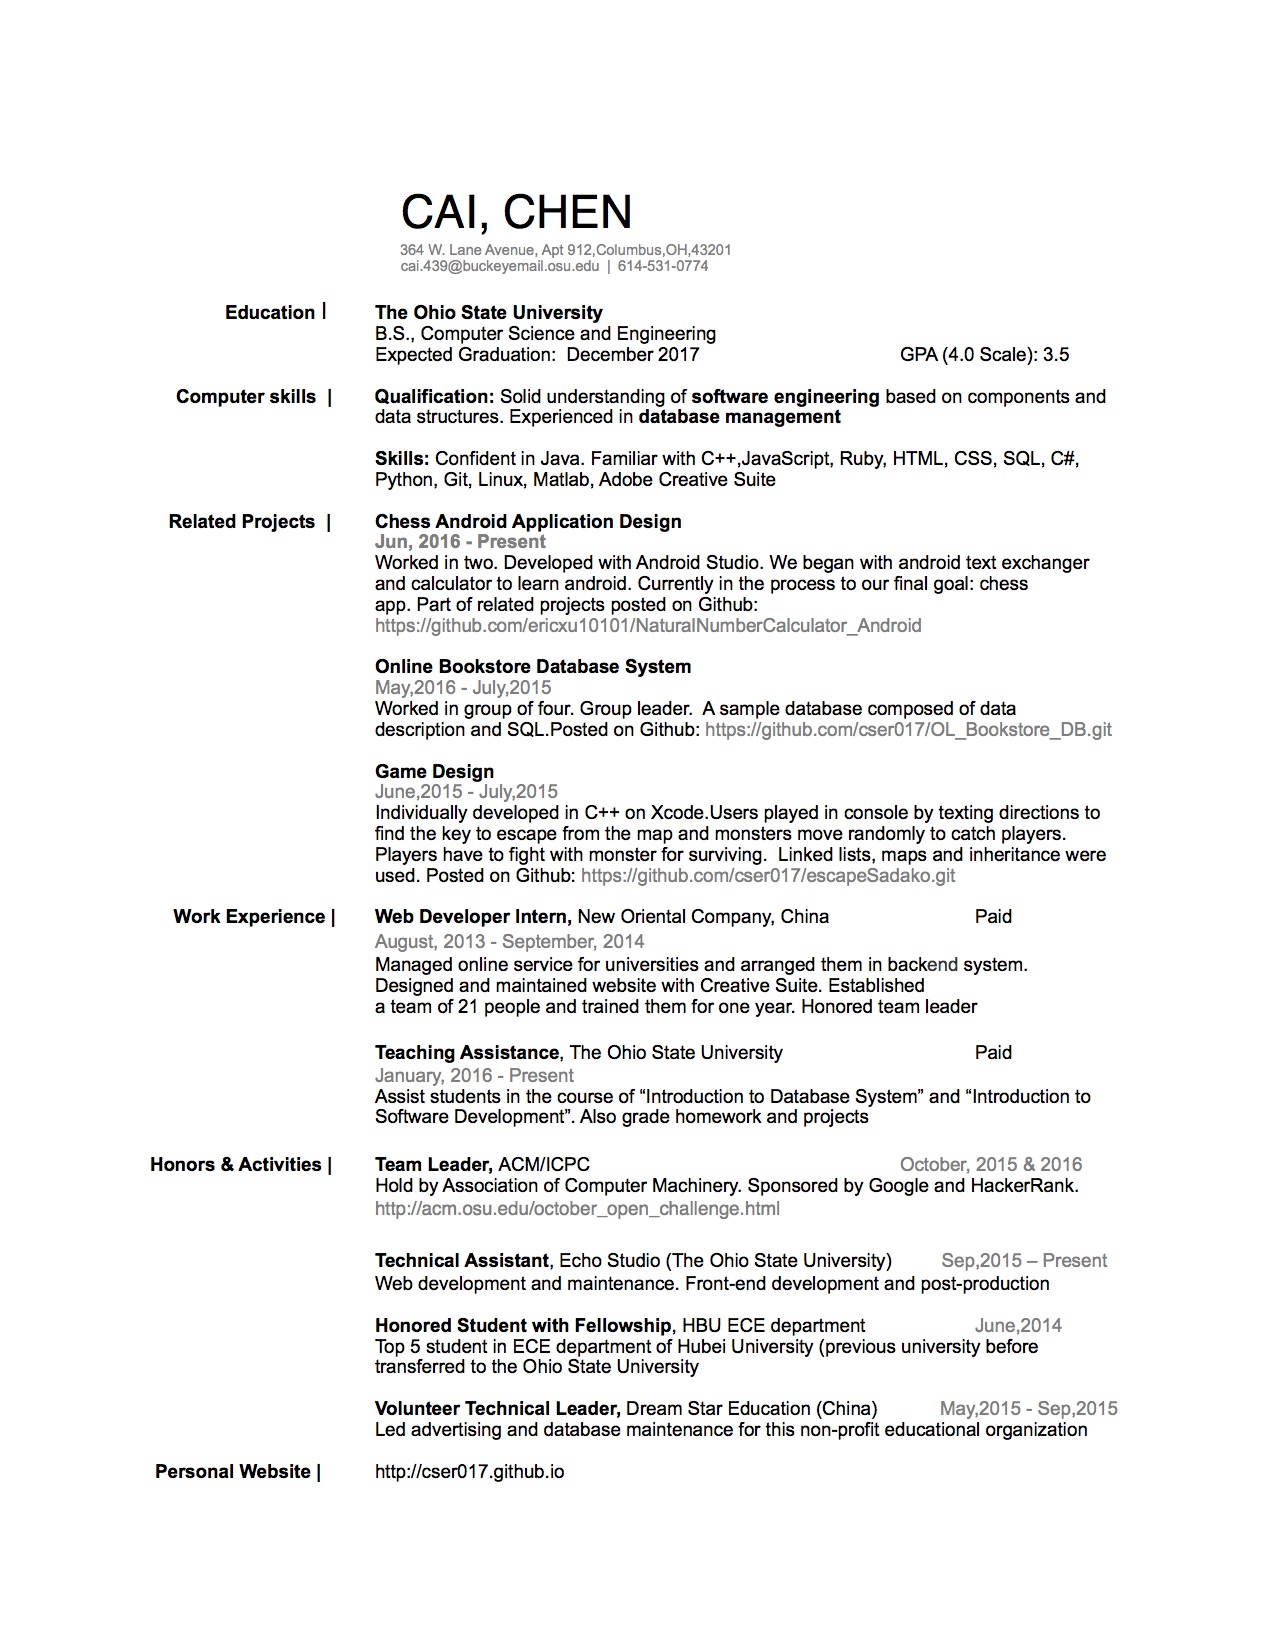 CAI, CHEN
364 W. Lane Avenue, Apt 912,Columbus,OH,43201
cai.439@buckeyemail.osu.edu | 614-531-0774
Education | The Ohio State University
B.S., Computer Science and Engineering
Expected Graduation: December 2017 GPA (4.0 Scale): 3.5
Computer skills | Qualification: Solid understanding of software engineering based on components and
data structures. Experienced in database management
Skills: Confident in Java. Familiar with C++,JavaScript, Ruby, HTML, CSS, SQL, C#,
Python, Git, Linux, Matlab, Adobe Creative Suite
Related Projects | Chess Android Application Design
Jun, 2016 - Present
Worked in two. Developed with Android Studio. We began with android text exchanger
and calculator to learn android. Currently in the process to our final goal: chess
app. Part of related projects posted on Github:
https://github.com/ericxu10101/NaturalNumberCalculator_Android
Online Bookstore Database System
May,2016 - July,2015
Worked in group of four. Group leader. A sample database composed of data
description and SQL.Posted on Github: https://github.com/cser017/OL_Bookstore_DB.git
Game Design
June,2015 - July,2015
Individually developed in C++ on Xcode.Users played in console by texting directions to
find the key to escape from the map and monsters move randomly to catch players.
Players have to fight with monster for surviving. Linked lists, maps and inheritance were
used. Posted on Github: https://github.com/cser017/escapeSadako.git
Work Experience | Web Developer Intern, New Oriental Company, China Paid
August, 2013 - September, 2014
Managed online service for universities and arranged them in backend system.
Designed and maintained website with Creative Suite. Established
a team of 21 people and trained them for one year. Honored team leader
Teaching Assistance, The Ohio State University Paid
January, 2016 - Present
Assist students in the course of “Introduction to Database System” and “Introduction to
Software Development”. Also grade homework and projects
Honors & Activities | Team Leader, ACM/ICPC October, 2015 & 2016
Hold by Association of Computer Machinery. Sponsored by Google and HackerRank.
http://acm.osu.edu/october_open_challenge.html
Technical Assistant, Echo Studio (The Ohio State University) Sep,2015 – Present
Web development and maintenance. Front-end development and post-production
Honored Student with Fellowship, HBU ECE department June,2014
Top 5 student in ECE department of Hubei University (previous university before
transferred to the Ohio State University
Volunteer Technical Leader, Dream Star Education (China) May,2015 - Sep,2015
Led advertising and database maintenance for this non-profit educational organization
Personal Website | http://cser017.github.io